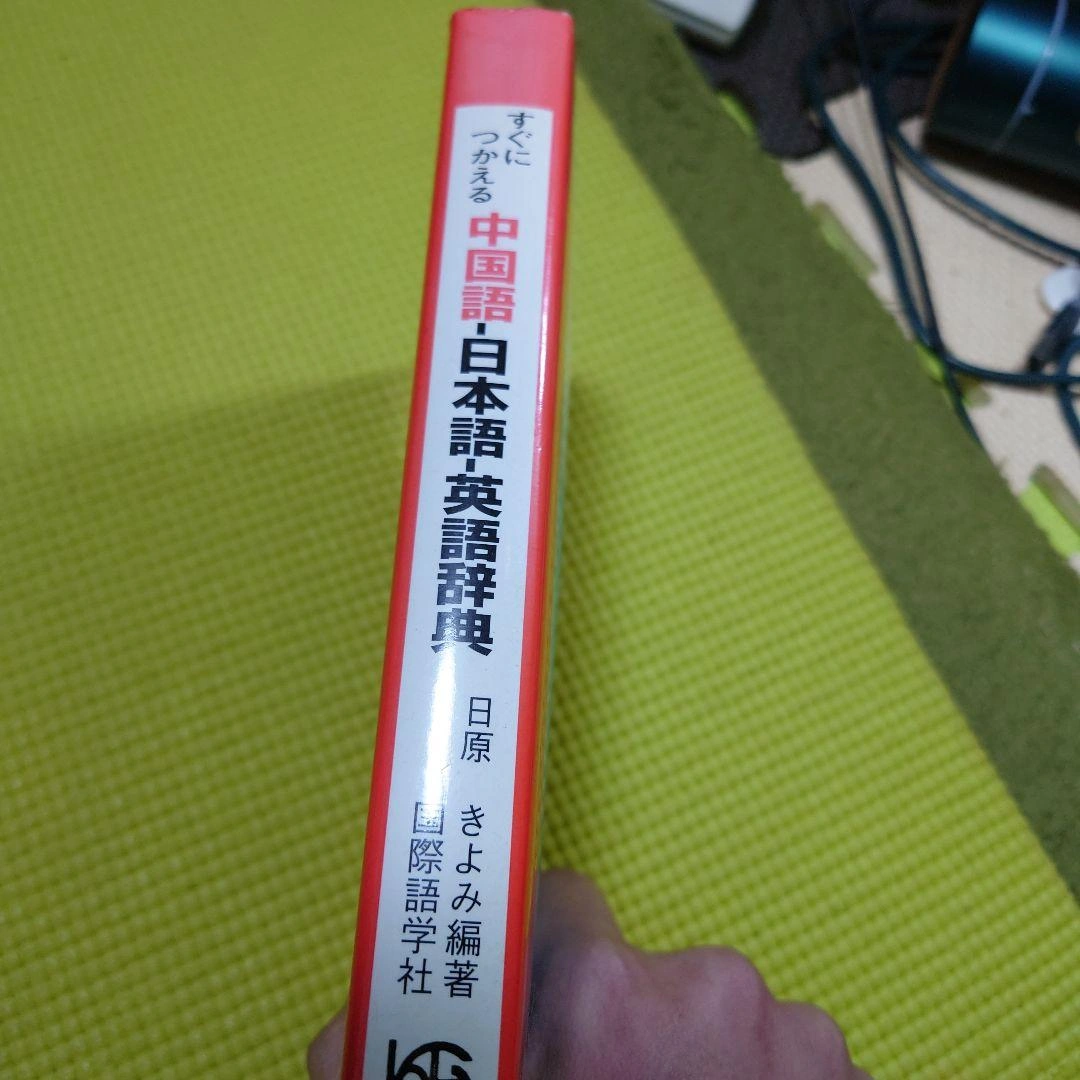 すぐに
つかえる
中国語-日本語-英語辞典
日原 きよみ編著
国際語学社